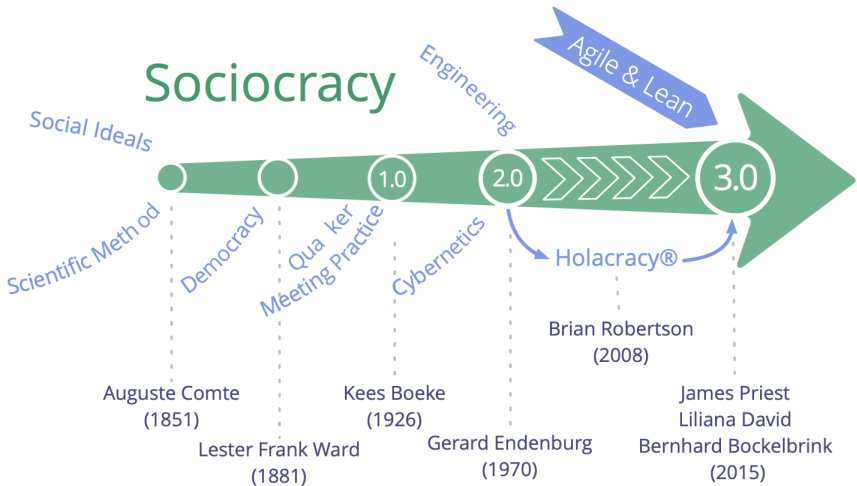 Sociocracy
Social Ideals
Scientific Method
Democracy
Quaker
Meeting Practice
Engineering
Cybernetics
Agile & Lean
1.0
2.0
3.0
Holacracy®
Auguste Comte
(1851)
Lester Frank Ward
(1881)
Kees Boeke
(1926)
Gerard Endenburg
(1970)
Brian Robertson
(2008)
James Priest
Liliana David
Bernhard Bockelbrink
(2015)